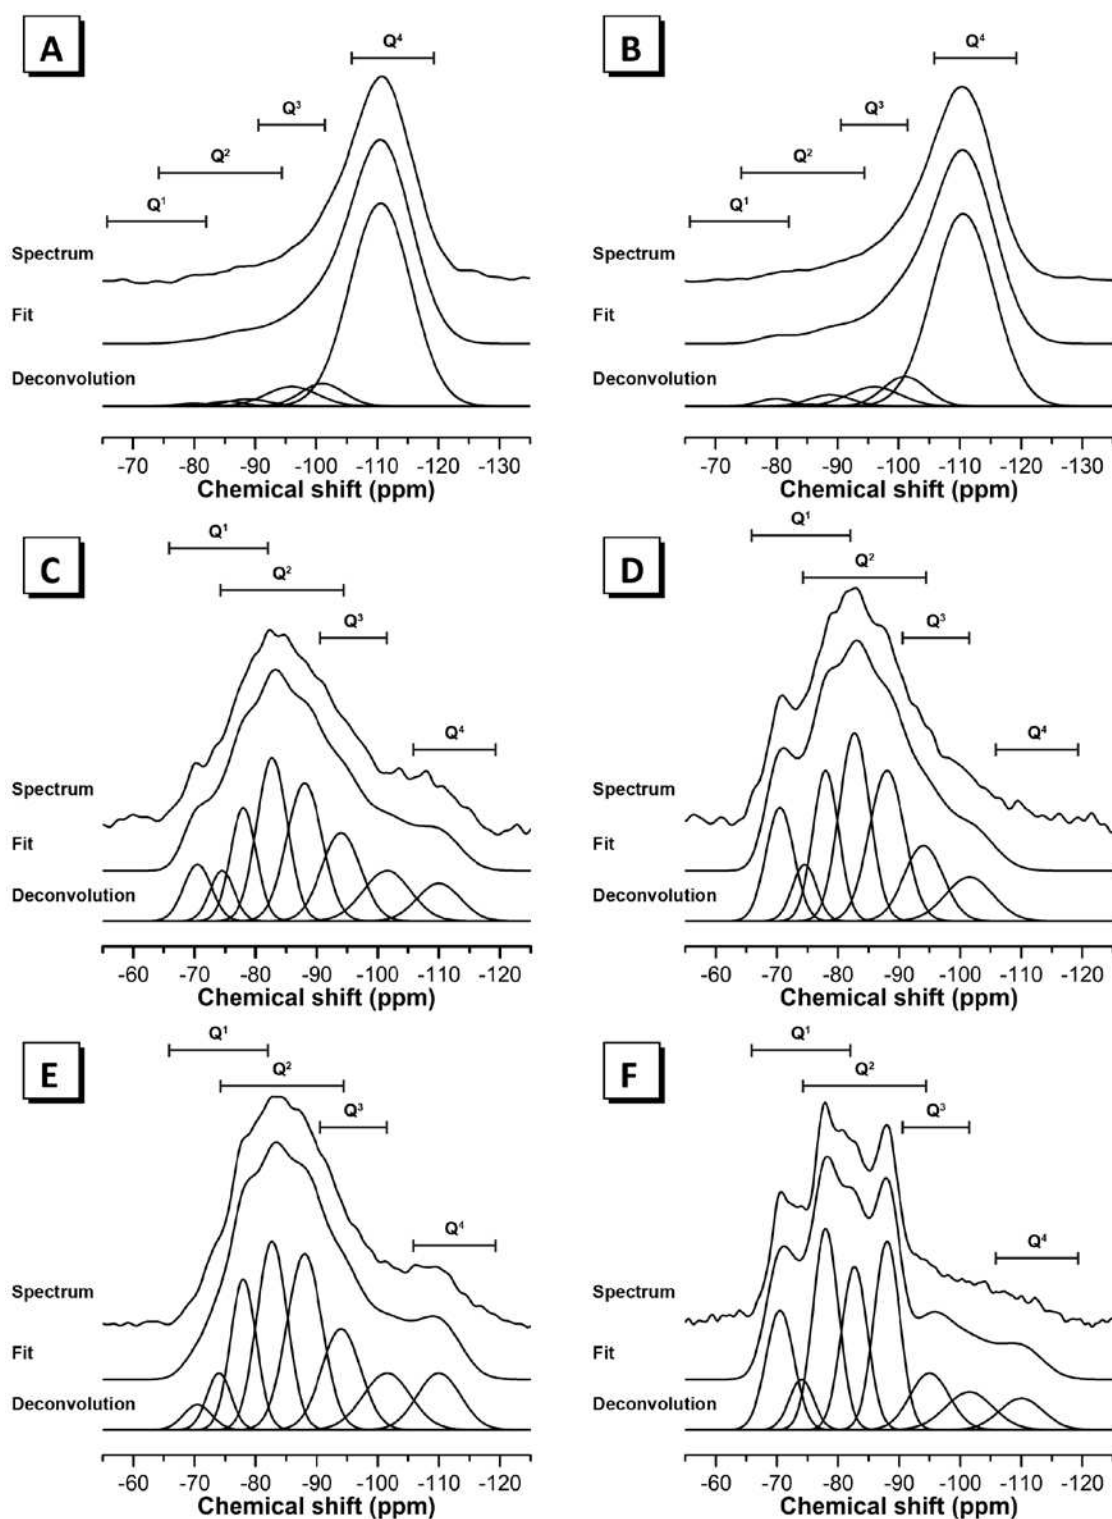 A
Q⁴
Q³
Q²
Q¹
Spectrum
Fit
Deconvolution
-70 -80 -90 -100 -110 -120 -130
Chemical shift (ppm)
B
Q⁴
Q³
Q²
Q¹
Spectrum
Fit
Deconvolution
-70 -80 -90 -100 -110 -120 -130
Chemical shift (ppm)
C
Q¹
Q²
Q³
Q⁴
Spectrum
Fit
Deconvolution
-60 -70 -80 -90 -100 -110 -120
Chemical shift (ppm)
D
Q¹
Q²
Q³
Q⁴
Spectrum
Fit
Deconvolution
-60 -70 -80 -90 -100 -110 -120
Chemical shift (ppm)
E
Q¹
Q²
Q³
Q⁴
Spectrum
Fit
Deconvolution
-60 -70 -80 -90 -100 -110 -120
Chemical shift (ppm)
F
Q¹
Q²
Q³
Q⁴
Spectrum
Fit
Deconvolution
-60 -70 -80 -90 -100 -110 -120
Chemical shift (ppm)